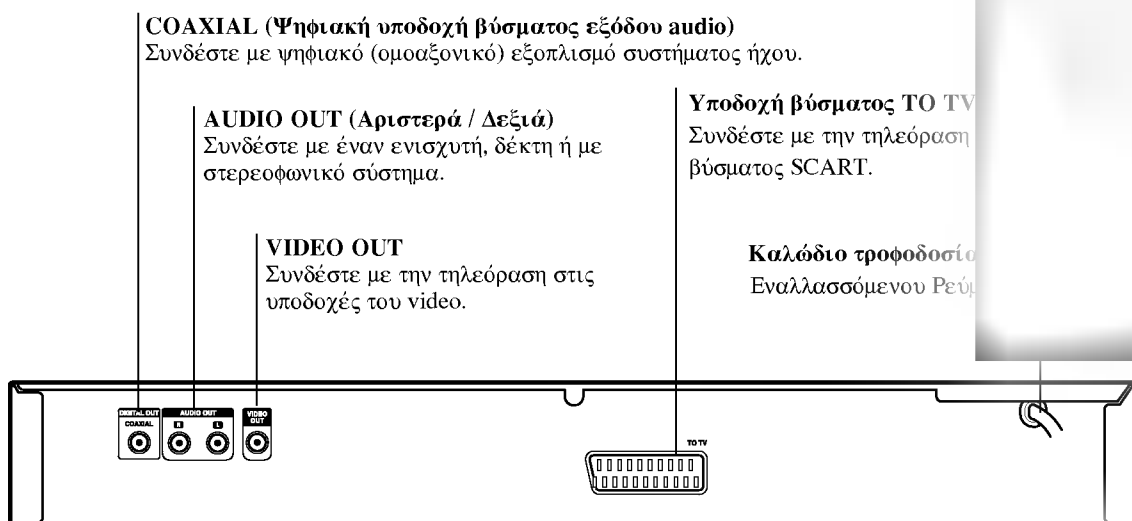 COAXIAL (Ψηφιακή υποδοχή βύσματος εξόδου audio)
Συνδέστε με ψηφιακό (ομοαξονικό) εξοπλισμό συστήματος ήχου.
AUDIO OUT (Αριστερά / Δεξιά)
Συνδέστε με έναν ενισχυτή, δέκτη ή με
στερεοφωνικό σύστημα.
Υποδοχή βύσματος TO TV
Συνδέστε με την τηλεόραση
βύσματος SCART.
VIDEO OUT
Συνδέστε με την τηλεόραση στις
υποδοχές του video.
Καλώδιο
Εναλλασσόμενου
DIGITAL OUT
COAXIAL
AUDIO OUT
R
L
VIDEO
OUT
TO TV